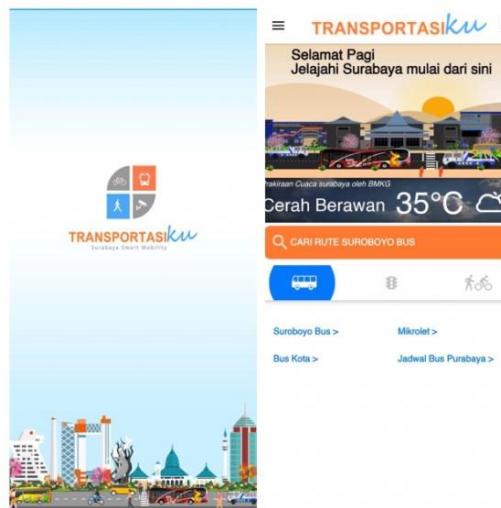 TRANSPORTASIku
Surabaya Smart Mobility
TRANSPORTASIku
Selamat Pagi
Jelajahi Surabaya mulai dari sini
Prakiraan Cuaca surabaya oleh BMKG
Cerah Berawan 35°C
CARI RUTE SUROBOYO BUS
Suroboyo Bus >
Mikrolet >
Bus Kota >
Jadwal Bus Purabaya >